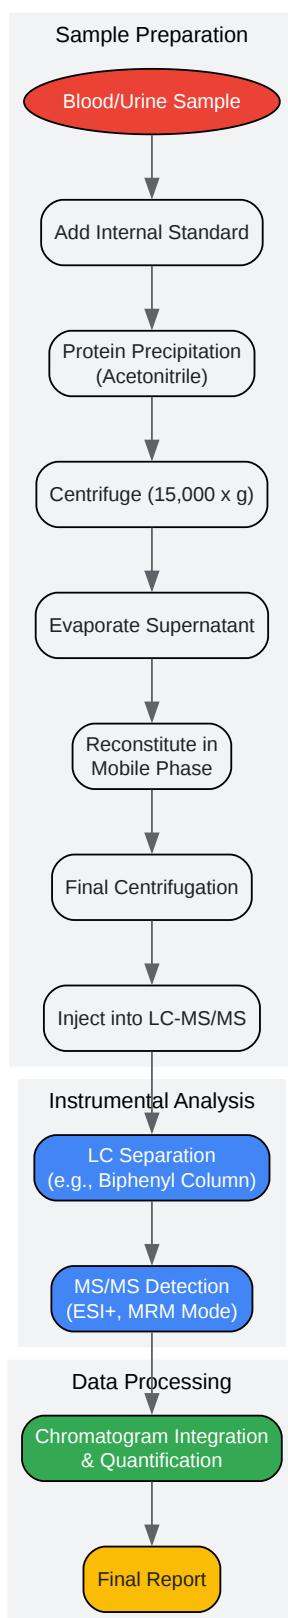 Sample Preparation
Blood/Urine Sample
Add Internal Standard
Protein Precipitation
(Acetonitrile)
Centrifuge (15,000 x g)
Evaporate Supernatant
Reconstitute in
Mobile Phase
Final Centrifugation
Inject into LC-MS/MS
Instrumental Analysis
LC Separation
(e.g., Biphenyl Column)
MS/MS Detection
(ESI+, MRM Mode)
Data Processing
Chromatogram Integration
& Quantification
Final Report